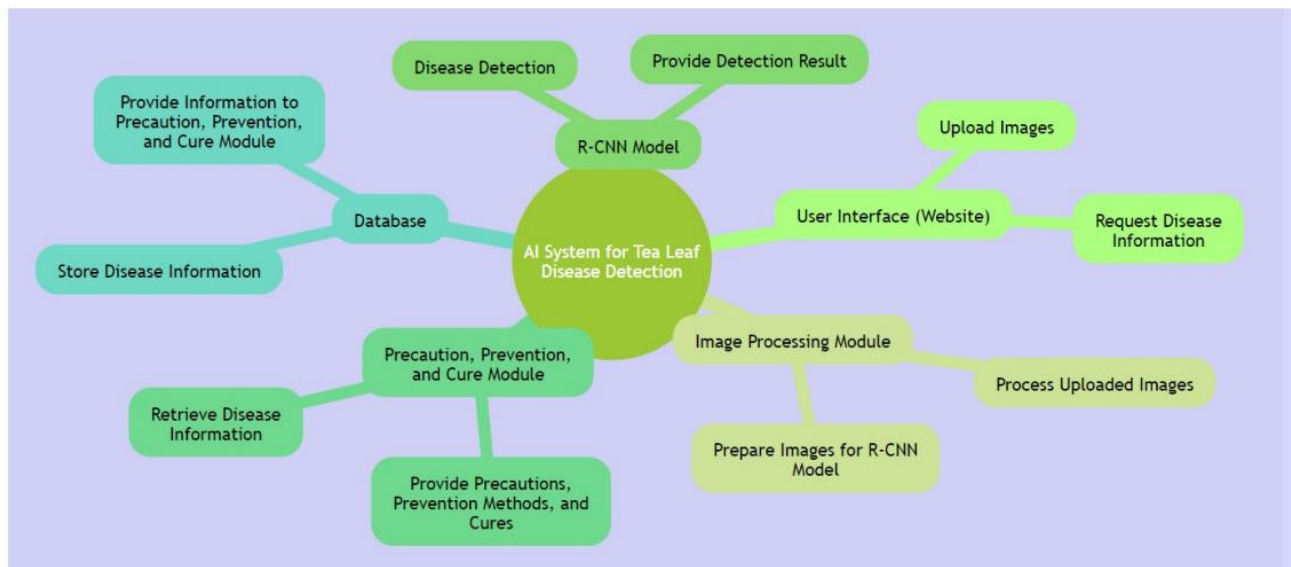 Disease Detection
Provide Detection Result
R-CNN Model
Provide Information to
Precaution, Prevention,
and Cure Module
Database
Store Disease Information
Upload Images
User Interface (Website)
Request Disease
Information
AI System for Tea Leaf
Disease Detection
Image Processing Module
Process Uploaded Images
Prepare Images for R-CNN
Model
Precaution, Prevention,
and Cure Module
Retrieve Disease
Information
Provide Precautions,
Prevention Methods, and
Cures